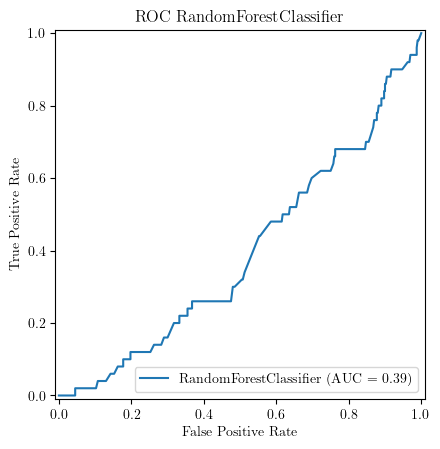 ROC RandomForestClassifier
True Positive Rate
1.0
0.8
0.6
0.4
0.2
0.0
RandomForestClassifier (AUC = 0.39)
0.0 0.2 0.4 0.6 0.8 1.0
False Positive Rate